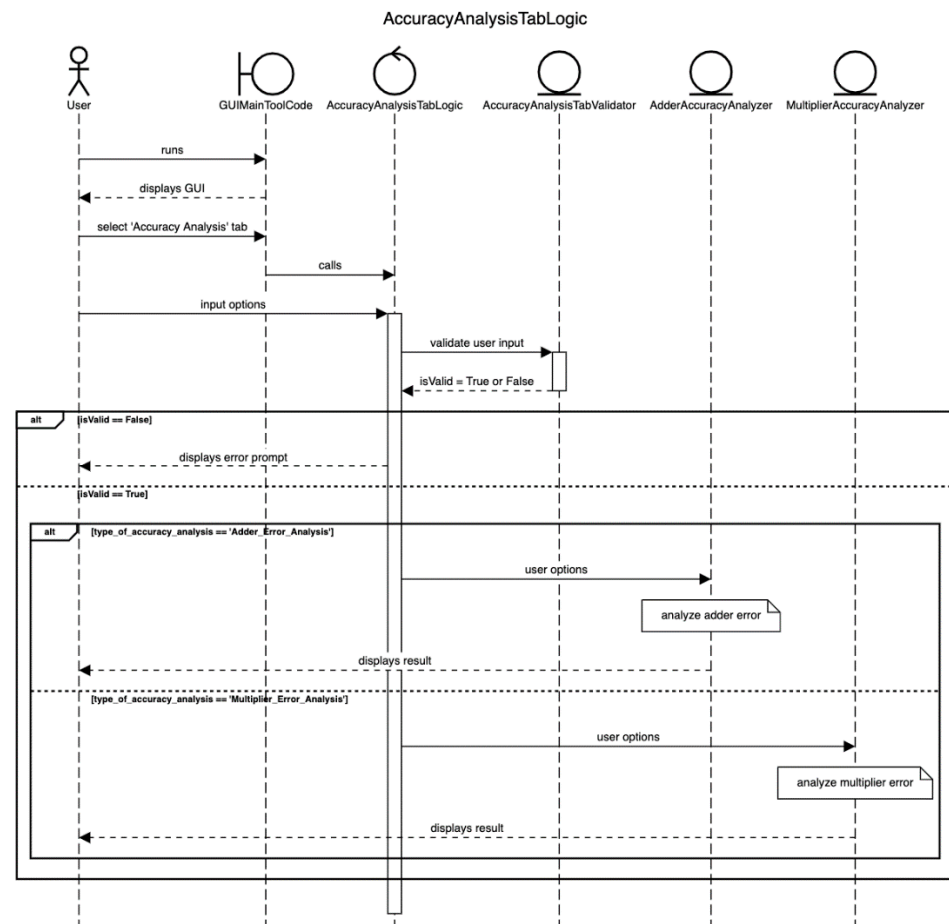 AccuracyAnalysisTabLogic
User
GUIMainToolCode
AccuracyAnalysisTabLogic
AccuracyAnalysisTabValidator
AdderAccuracyAnalyzer
MultiplierAccuracyAnalyzer
runs
displays GUI
select 'Accuracy Analysis' tab
calls
input options
validate user input
isValid = True or False
alt
[isValid == False]
displays error prompt
[isValid == True]
alt
[type_of_accuracy_analysis == 'Adder_Error_Analysis']
user options
analyze adder error
displays result
[type_of_accuracy_analysis == 'Multiplier_Error_Analysis']
user options
analyze multiplier error
displays result